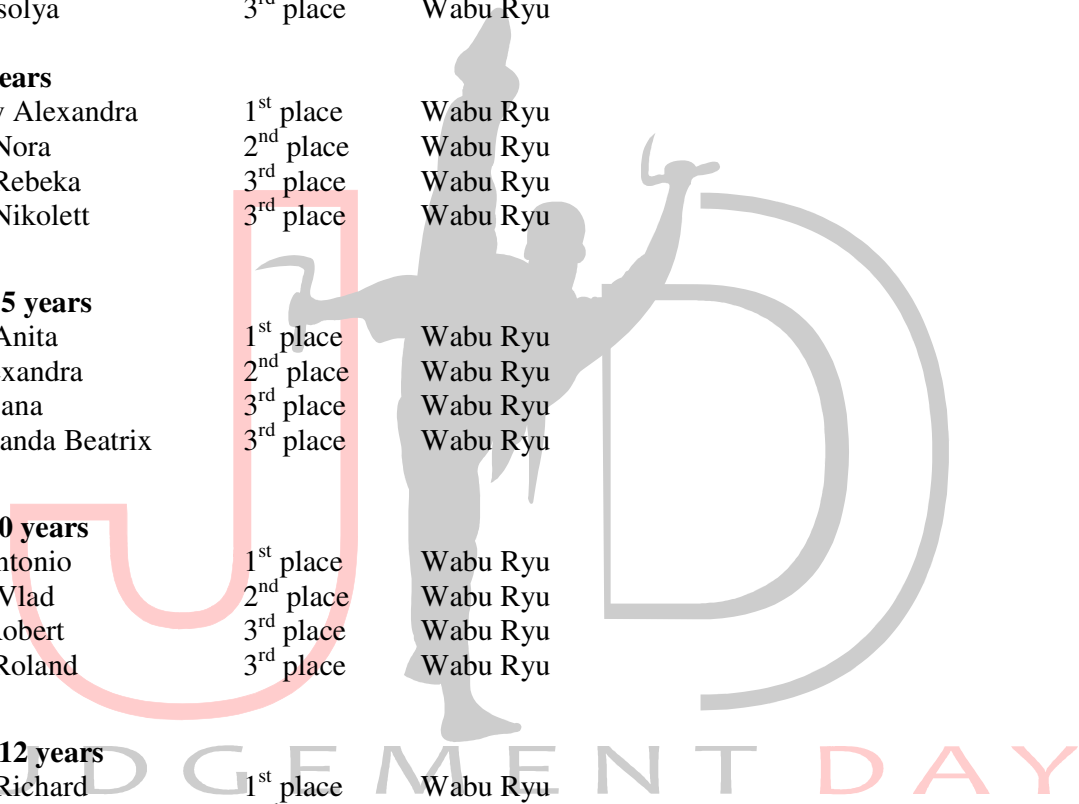 solya 3rd place Wabu Ryu
ears
y Alexandra 1st place Wabu Ryu
Nora 2nd place Wabu Ryu
Rebeka 3rd place Wabu Ryu
Nikolett 3rd place Wabu Ryu
5 years
Anita 1st place Wabu Ryu
xandra 2nd place Wabu Ryu
ana 3rd place Wabu Ryu
anda Beatrix 3rd place Wabu Ryu
0 years
ntonio 1st place Wabu Ryu
Vlad 2nd place Wabu Ryu
obert 3rd place Wabu Ryu
Roland 3rd place Wabu Ryu
12 years
Richard 1st place Wabu Ryu
JD
JUDGEMENT DAY